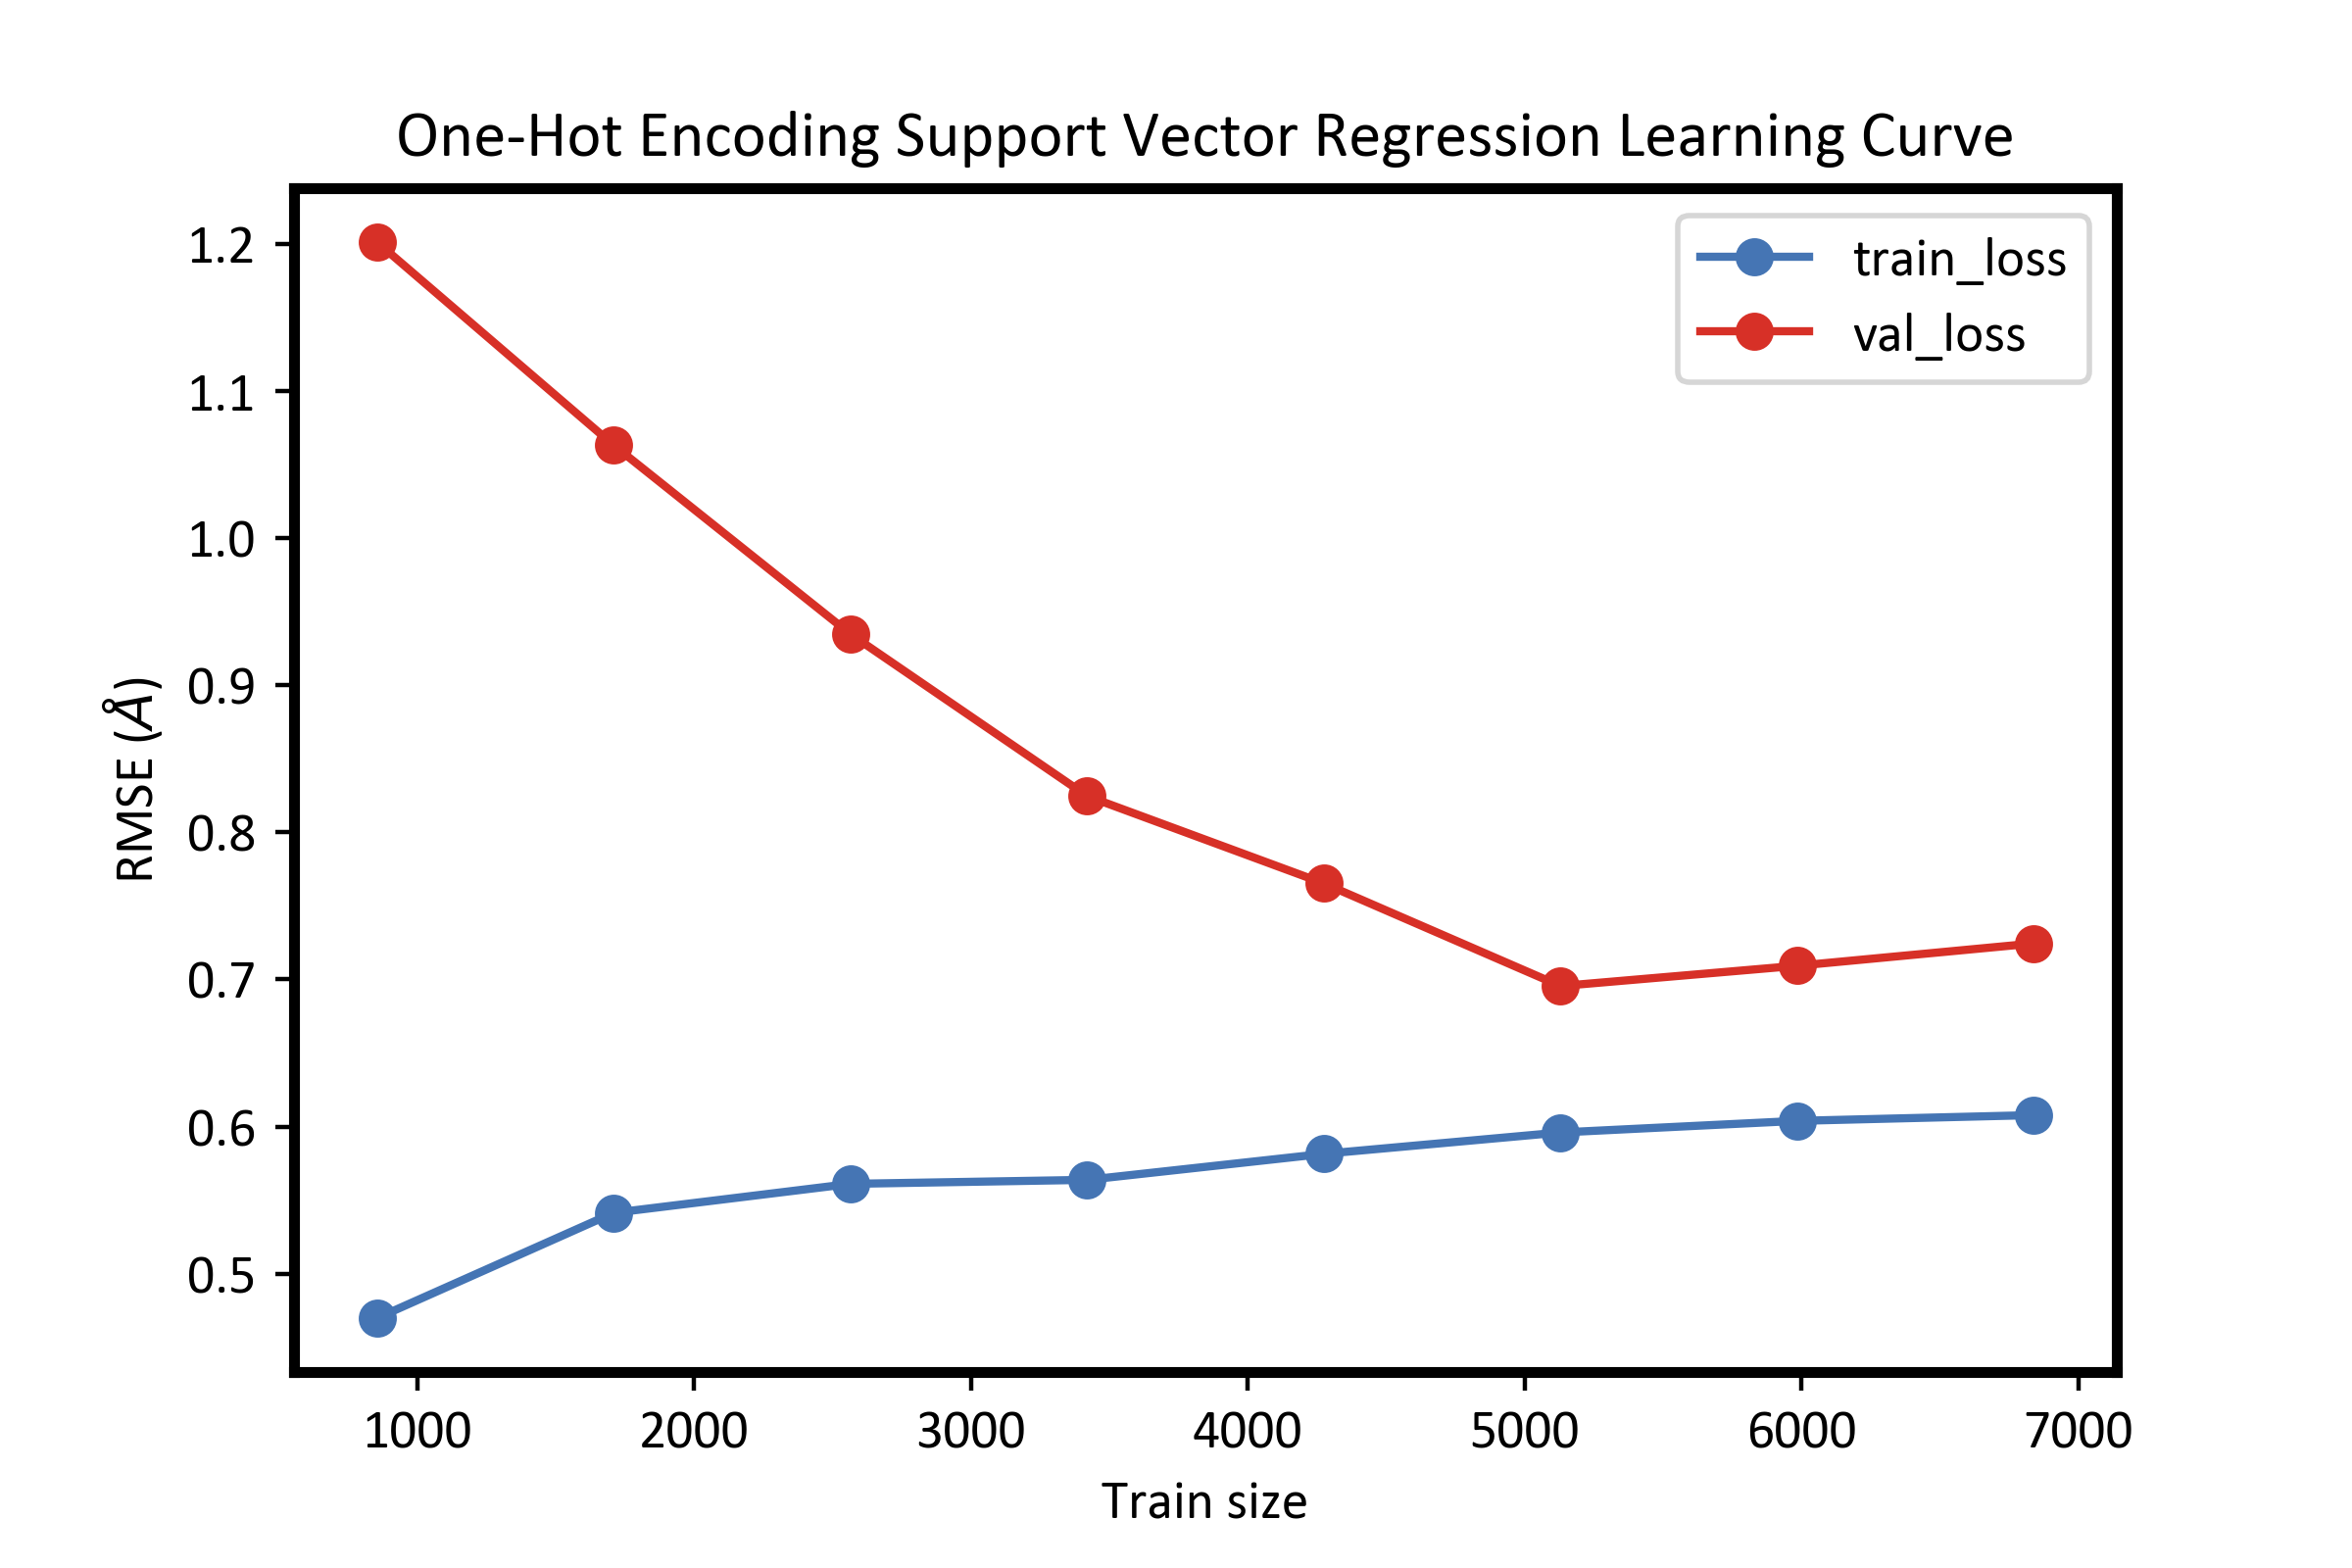 One-Hot Encoding Support Vector Regression Learning Curve
train_loss
val_loss
1.2
1.1
1.0
0.9
0.8
0.7
0.6
0.5
RMSE (Å)
1000 2000 3000 4000 5000 6000 7000
Train size